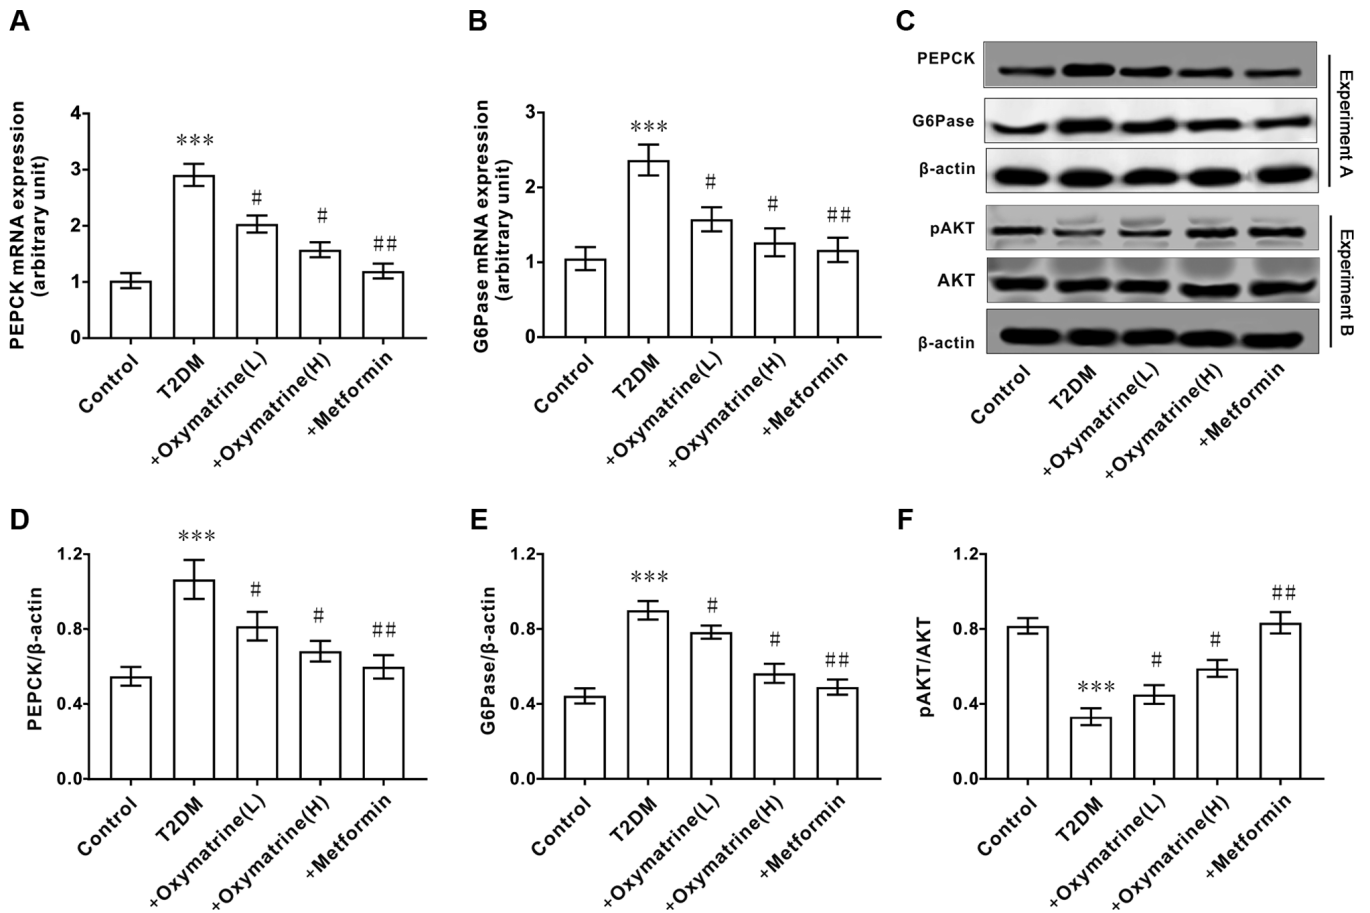 A
PEPCK mRNA expression
(arbitrary unit)
4
3
2
1
0
***
#
#
##
Control
T2DM
+Oxymatrine(L)
+Oxymatrine(H)
+Metformin
B
G6Pase mRNA expression
(arbitrary unit)
3
2
1
0
***
#
#
##
Control
T2DM
+Oxymatrine(L)
+Oxymatrine(H)
+Metformin
C
PEPCK
G6Pase
β-actin
Experiment A
pAKT
AKT
β-actin
Experiment B
Control
T2DM
+Oxymatrine(L)
+Oxymatrine(H)
+Metformin
D
PEPCK/β-actin
1.2
0.8
0.4
0.0
***
#
#
##
Control
T2DM
+Oxymatrine(L)
+Oxymatrine(H)
+Metformin
E
G6Pase/β-actin
1.2
0.8
0.4
0.0
***
#
#
##
Control
T2DM
+Oxymatrine(L)
+Oxymatrine(H)
+Metformin
F
pAKT/AKT
1.2
0.8
0.4
0.0
***
#
#
##
Control
T2DM
+Oxymatrine(L)
+Oxymatrine(H)
+Metformin